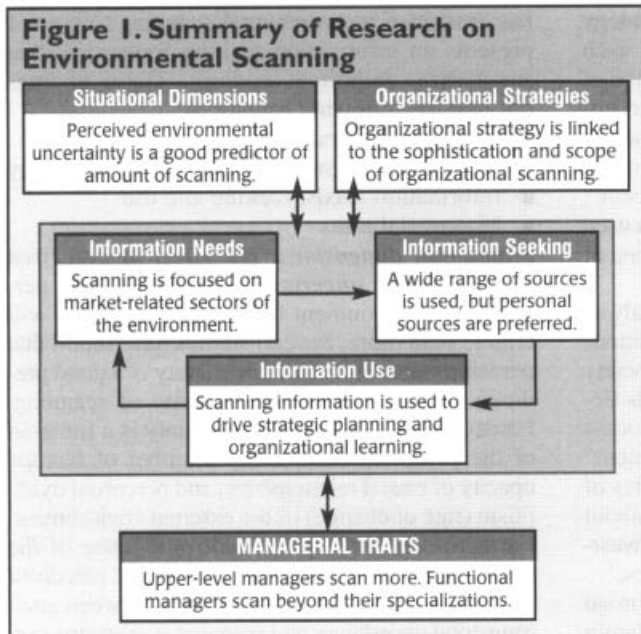 Figure 1. Summary of Research on
Environmental Scanning
Situational Dimensions
Perceived environmental
uncertainty is a good predictor of
amount of scanning.
Organizational Strategies
Organizational strategy is linked
to the sophistication and scope
of organizational scanning.
Information Needs
Scanning is focused on
market-related sectors of
the environment.
Information Seeking
A wide range of sources
is used, but personal
sources are preferred.
Information Use
Scanning information is used to
drive strategic planning and
organizational learning.
MANAGERIAL TRAITS
Upper-level managers scan more. Functional
managers scan beyond their specializations.